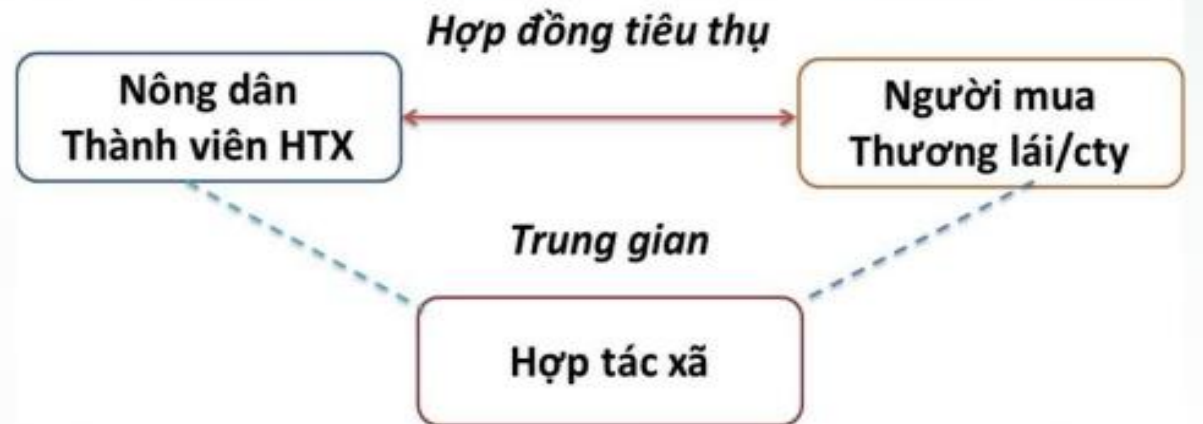 Hợp đồng tiêu thụ
Nông dân
Thành viên HTX
Người mua
Thương lái/cty
Trung gian
Hợp tác xã